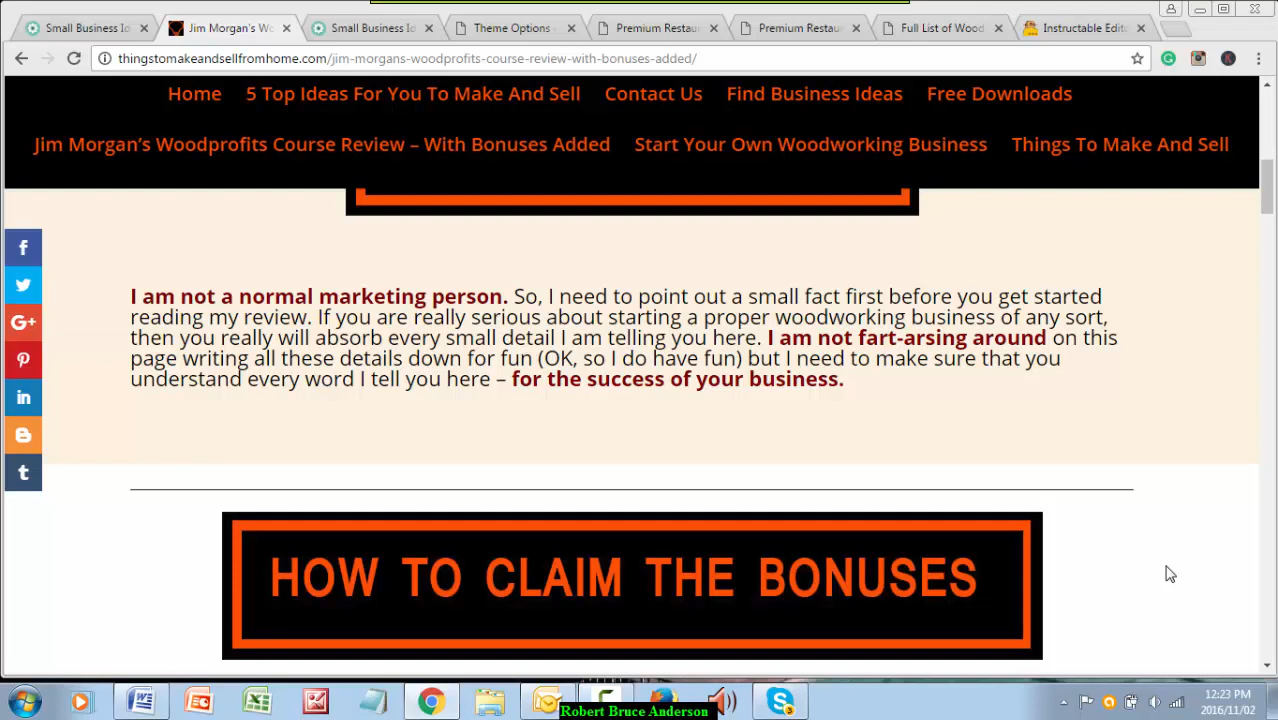 Small Business Id
Jim Morgan's Wo
Small Business Id
Theme Options -
Premium Restau
Premium Restau
Full List of Wood
Instructable Edito
thingstomakeandsellfromhome.com/jim-morgans-woodprofits-course-review-with-bonuses-added/
Home 5 Top Ideas For You To Make And Sell Contact Us Find Business Ideas Free Downloads
Jim Morgan's Woodprofits Course Review – With Bonuses Added Start Your Own Woodworking Business Things To Make And Sell
I am not a normal marketing person. So, I need to point out a small fact first before you get started
reading my review. If you are really serious about starting a proper woodworking business of any sort,
then you really will absorb every small detail I am telling you here. I am not fart-arsing around on this
page writing all these details down for fun (OK, so I do have fun) but I need to make sure that you
understand every word I tell you here – for the success of your business.
HOW TO CLAIM THE BONUSES
12:23 PM
2016/11/02
Robert Bruce Anderson